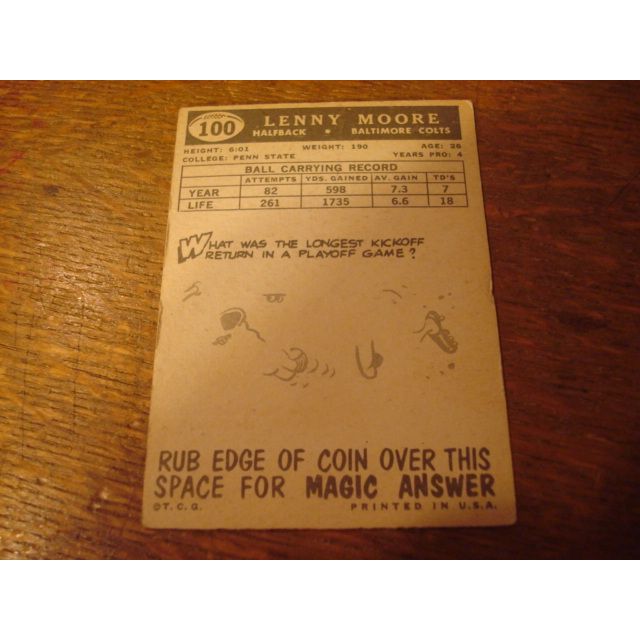 100 LENNY MOORE
HALFBACK • BALTIMORE COLTS
HEIGHT: 6:01 WEIGHT: 190 AGE: 26
COLLEGE: PENN STATE YEARS PRO: 4
BALL CARRYING RECORD
ATTEMPTS YDS. GAINED AV. GAIN TD'S
YEAR 82 598 7.3 7
LIFE 261 1735 6.6 18
WHAT WAS THE LONGEST KICKOFF
RETURN IN A PLAYOFF GAME?
RUB EDGE OF COIN OVER THIS
SPACE FOR MAGIC ANSWER
©T.C.G. PRINTED IN U.S.A.